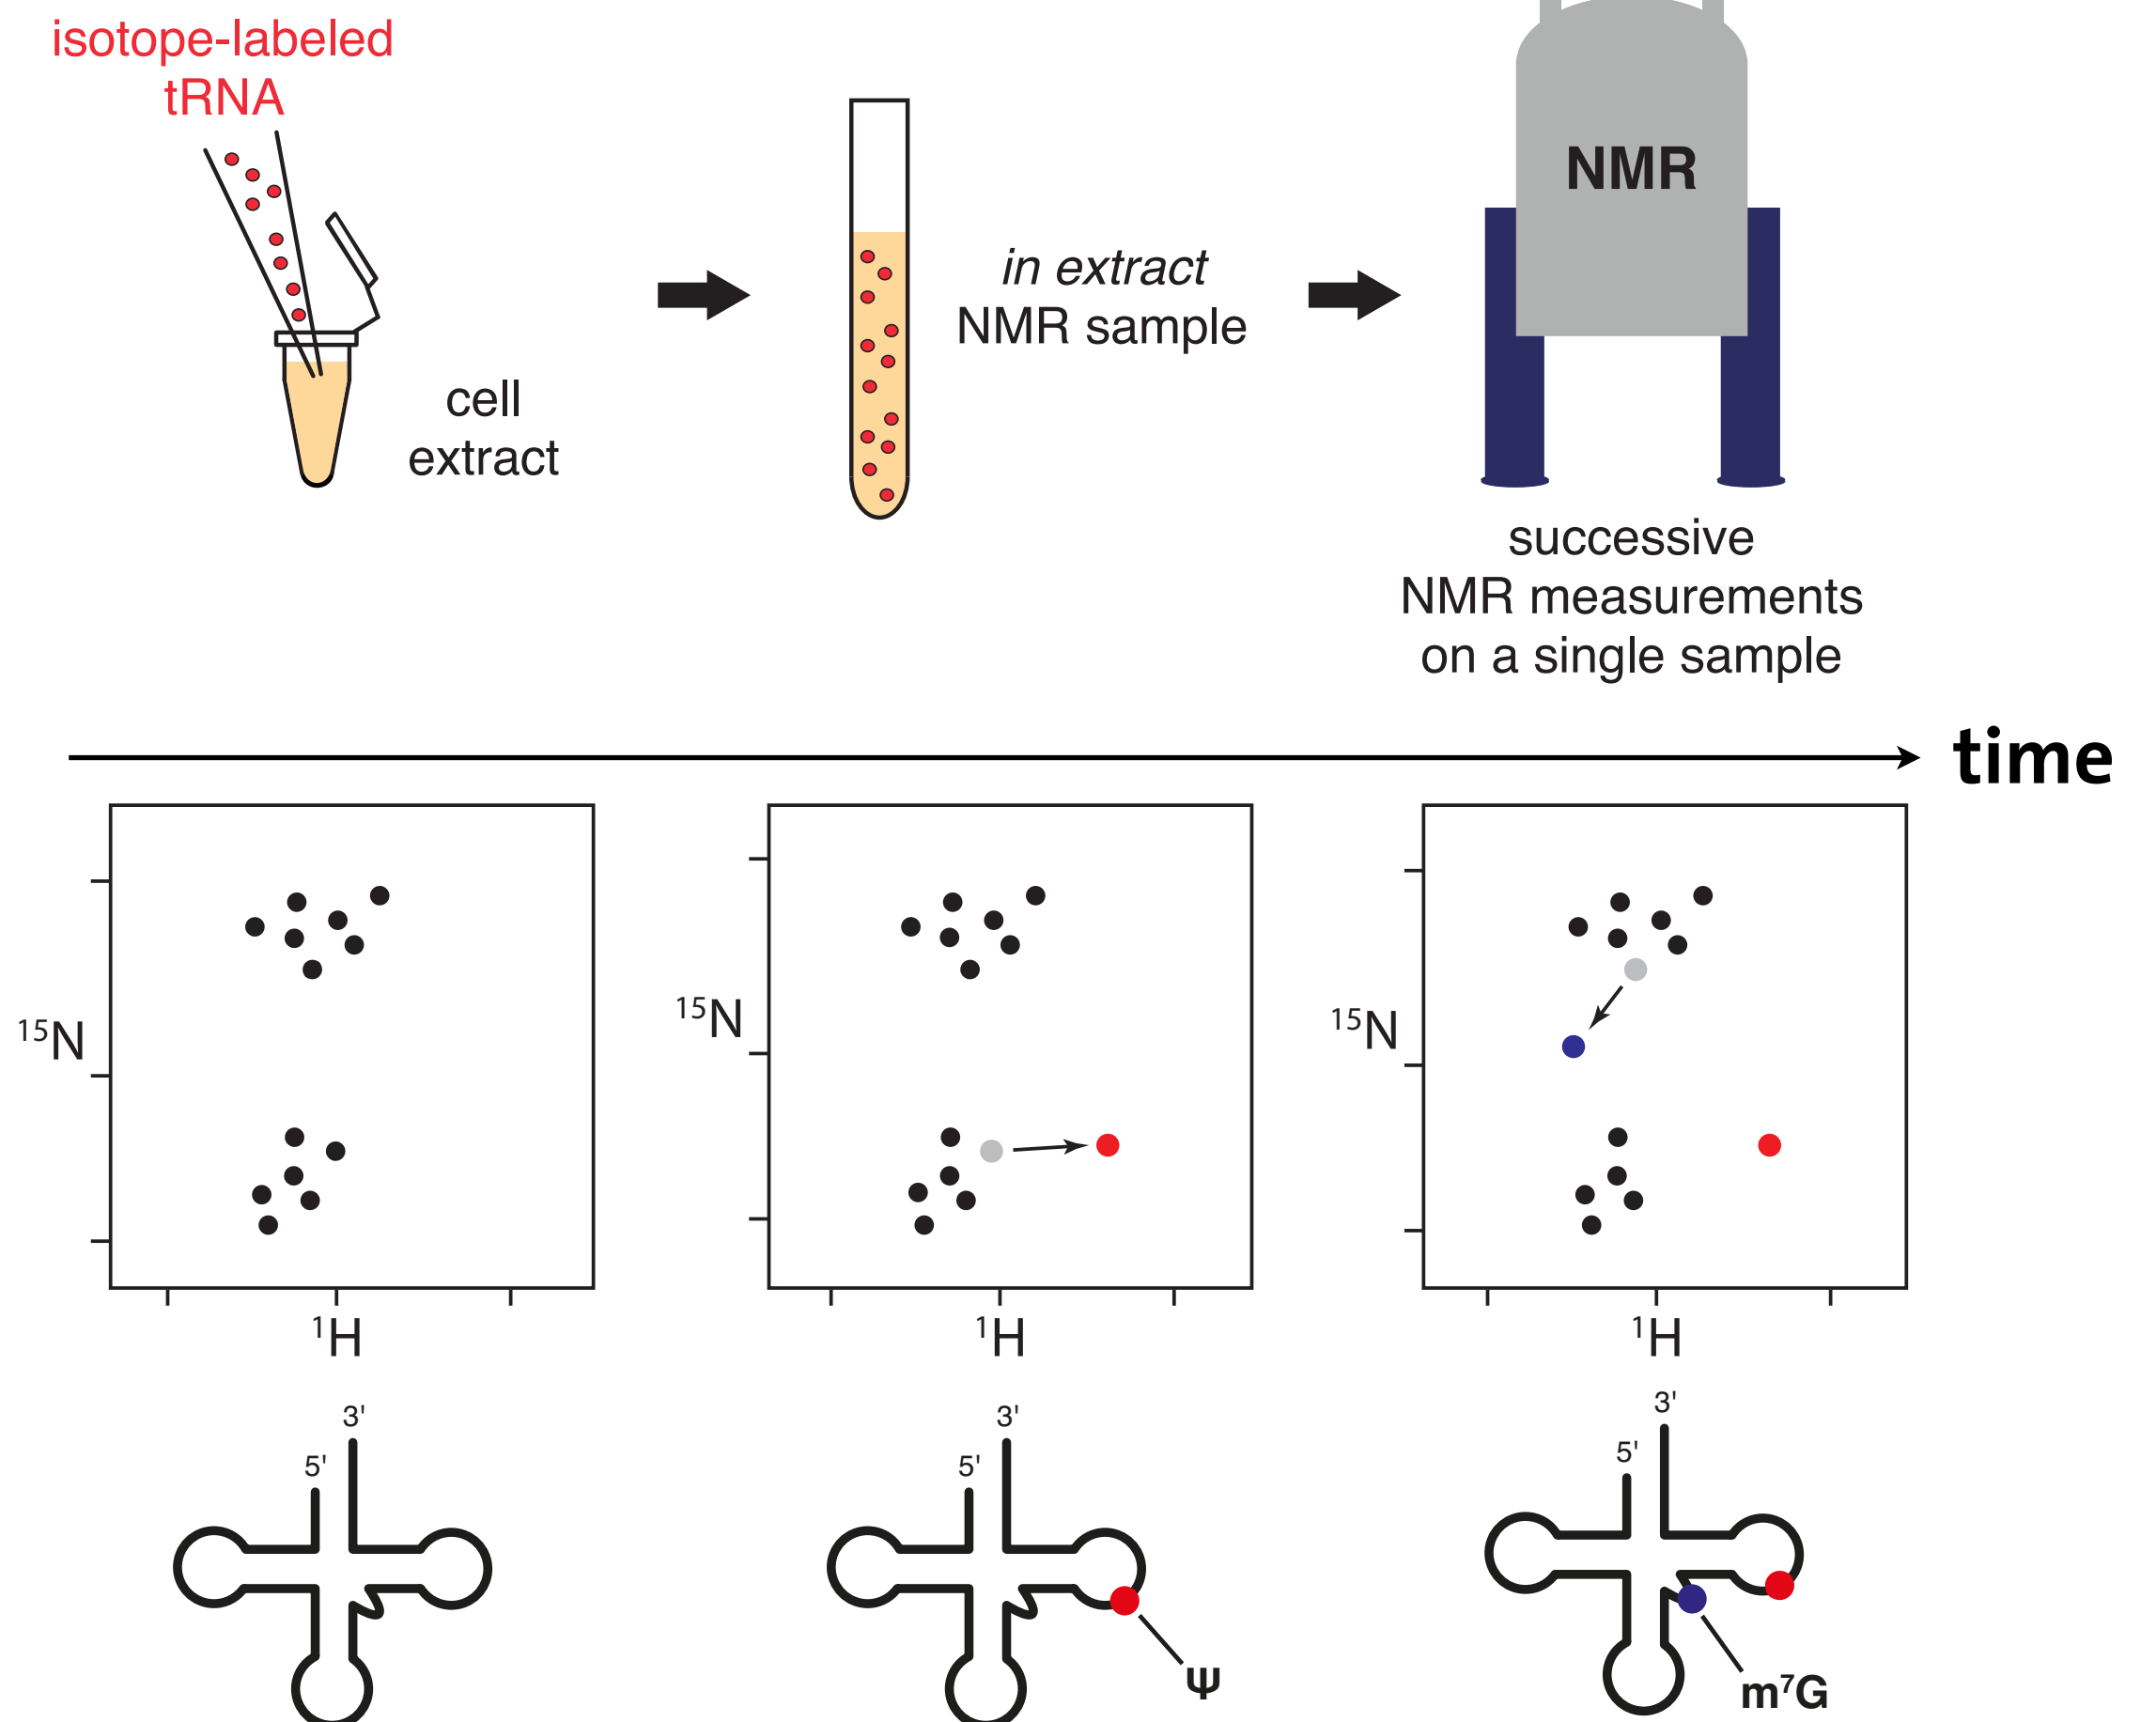 isotope-labeled
tRNA
cell
extract
in extract
NMR sample
NMR
successive
NMR measurements
on a single sample
time
¹⁵N
¹H
¹⁵N
¹H
¹⁵N
¹H
3'
5'
3'
5'
ψ
3'
5'
m⁷G